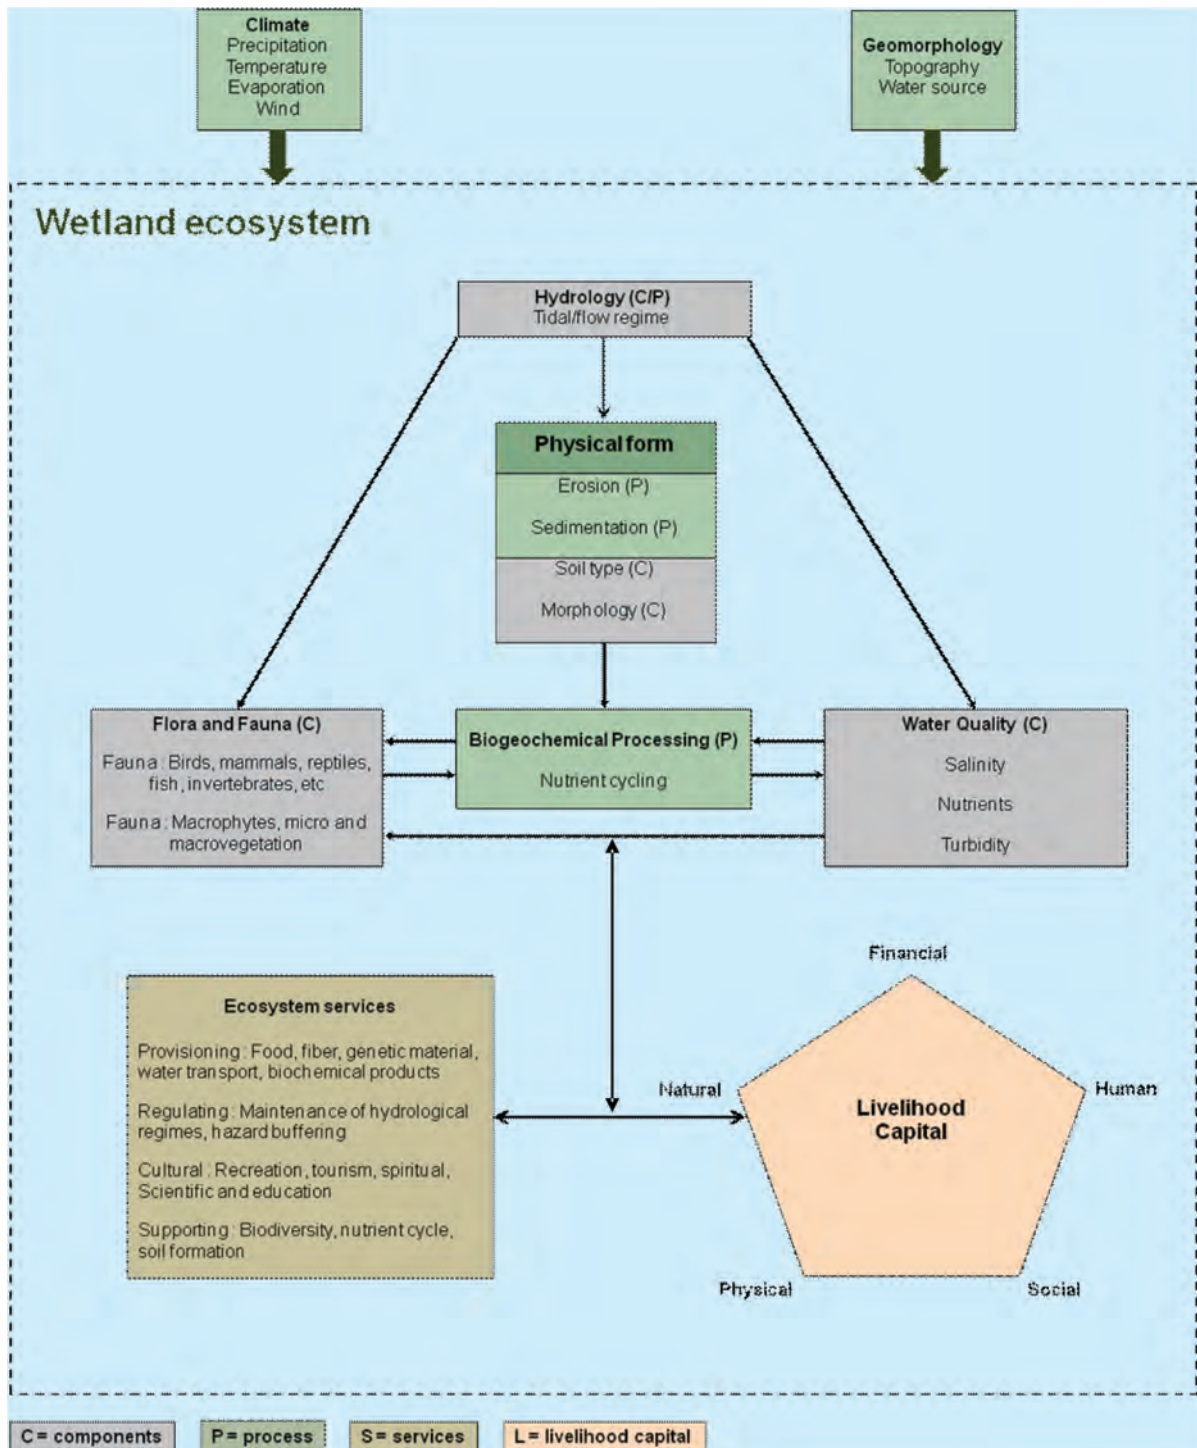 Climate
Precipitation
Temperature
Evaporation
Wind
Geomorphology
Topography
Water source
Wetland ecosystem
Hydrology (C/P)
Tidal/flow regime
Physical form
Erosion (P)
Sedimentation (P)
Soil type (C)
Morphology (C)
Flora and Fauna (C)
Fauna : Birds, mammals, reptiles,
fish, invertebrates, etc
Fauna : Macrophytes, micro and
macrovegetation
Biogeochemical Processing (P)
Nutrient cycling
Water Quality (C)
Salinity
Nutrients
Turbidity
Ecosystem services
Provisioning : Food, fiber, genetic material,
water transport, biochemical products
Regulating : Maintenance of hydrological
regimes, hazard buffering
Cultural : Recreation, tourism, spiritual,
Scientific and education
Supporting : Biodiversity, nutrient cycle,
soil formation
Financial
Natural
Human
Livelihood
Capital
Physical
Social
C = components
P = process
S = services
L = livelihood capital